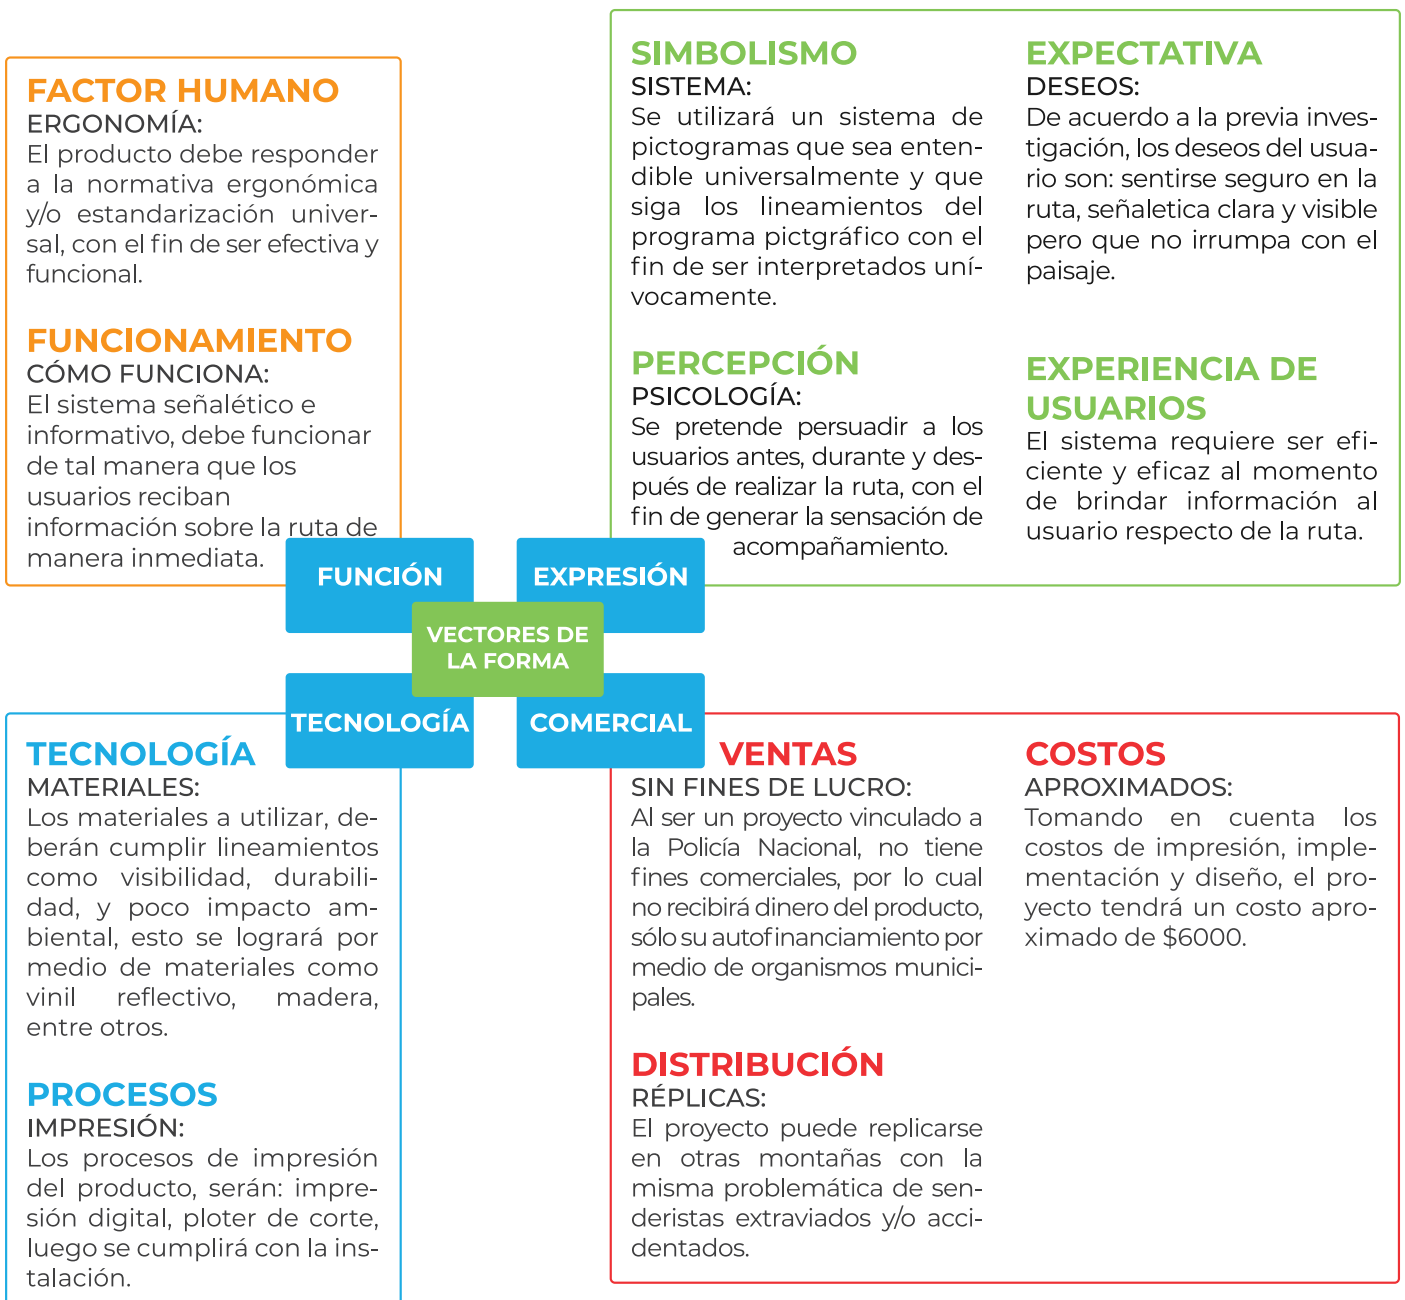 FACTOR HUMANO
ERGONOMÍA:
El producto debe responder
a la normativa ergonómica
y/o estandarización univer-
sal, con el fin de ser efectiva y
funcional.
FUNCIONAMIENTO
CÓMO FUNCIONA:
El sistema señalético e
informativo, debe funcionar
de tal manera que los
usuarios reciban
información sobre la ruta de
manera inmediata.
SIMBOLISMO
SISTEMA:
Se utilizará un sistema de
pictogramas que sea enten-
dible universalmente y que
siga los lineamientos del
programa pictgráfico con el
fin de ser interpretados uní-
vocamente.
PERCEPCIÓN
PSICOLOGÍA:
Se pretende persuadir a los
usuarios antes, durante y des-
pués de realizar la ruta, con el
fin de generar la sensación de
acompañamiento.
EXPECTATIVA
DESEOS:
De acuerdo a la previa inves-
tigación, los deseos del usua-
rio son: sentirse seguro en la
ruta, señaletica clara y visible
pero que no irrumpa con el
paisaje.
EXPERIENCIA DE
USUARIOS
El sistema requiere ser efi-
ciente y eficaz al momento
de brindar información al
usuario respecto de la ruta.
FUNCIÓN
EXPRESIÓN
VECTORES DE
LA FORMA
TECNOLOGÍA
COMERCIAL
TECNOLOGÍA
MATERIALES:
Los materiales a utilizar, de-
berán cumplir lineamientos
como visibilidad, durabili-
dad, y poco impacto am-
biental, esto se logrará por
medio de materiales como
vinil reflectivo, madera,
entre otros.
PROCESOS
IMPRESIÓN:
Los procesos de impresión
del producto, serán: impre-
sión digital, ploter de corte,
luego se cumplirá con la ins-
talación.
VENTAS
SIN FINES DE LUCRO:
Al ser un proyecto vinculado a
la Policía Nacional, no tiene
fines comerciales, por lo cual
no recibirá dinero del producto,
sólo su autofinanciamiento por
medio de organismos munici-
pales.
DISTRIBUCIÓN
RÉPLICAS:
El proyecto puede replicarse
en otras montañas con la
misma problemática de sen-
deristas extraviados y/o acci-
dentados.
COSTOS
APROXIMADOS:
Tomando en cuenta los
costos de impresión, imple-
mentación y diseño, el pro-
yecto tendrá un costo apro-
ximado de $6000.